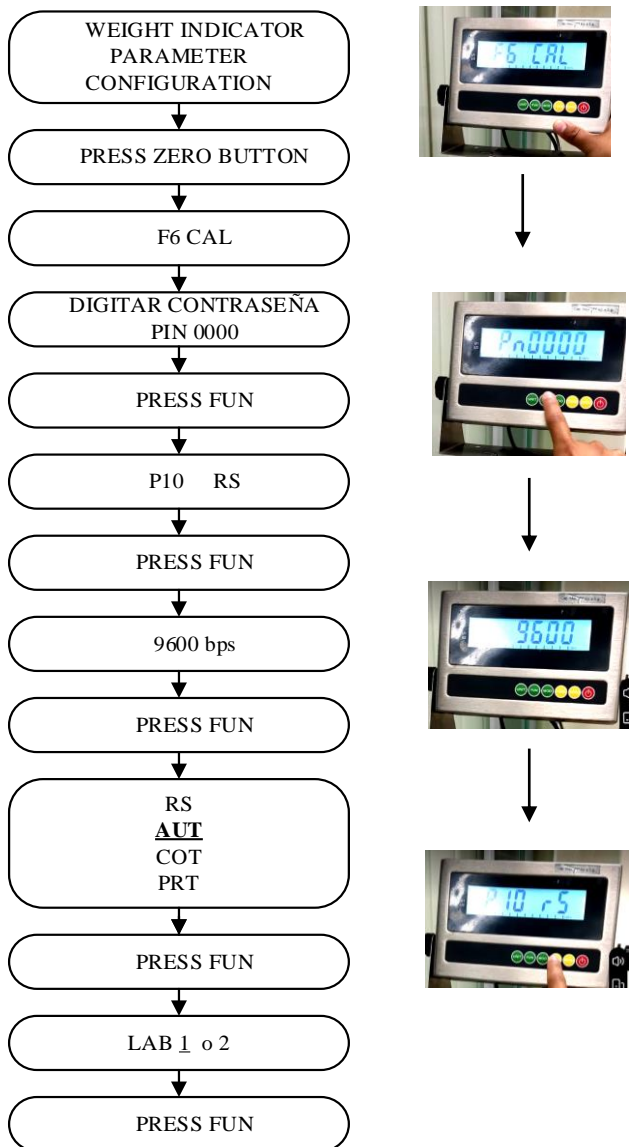 WEIGHT INDICATOR
PARAMETER
CONFIGURATION
PRESS ZERO BUTTON
F6 CAL
DIGITAR CONTRASEÑA
PIN 0000
PRESS FUN
P10 RS
PRESS FUN
9600 bps
PRESS FUN
RS
AUT
COT
PRT
PRESS FUN
LAB 1 o 2
PRESS FUN
F6 CAL
Pn0000
9600
P10 rS